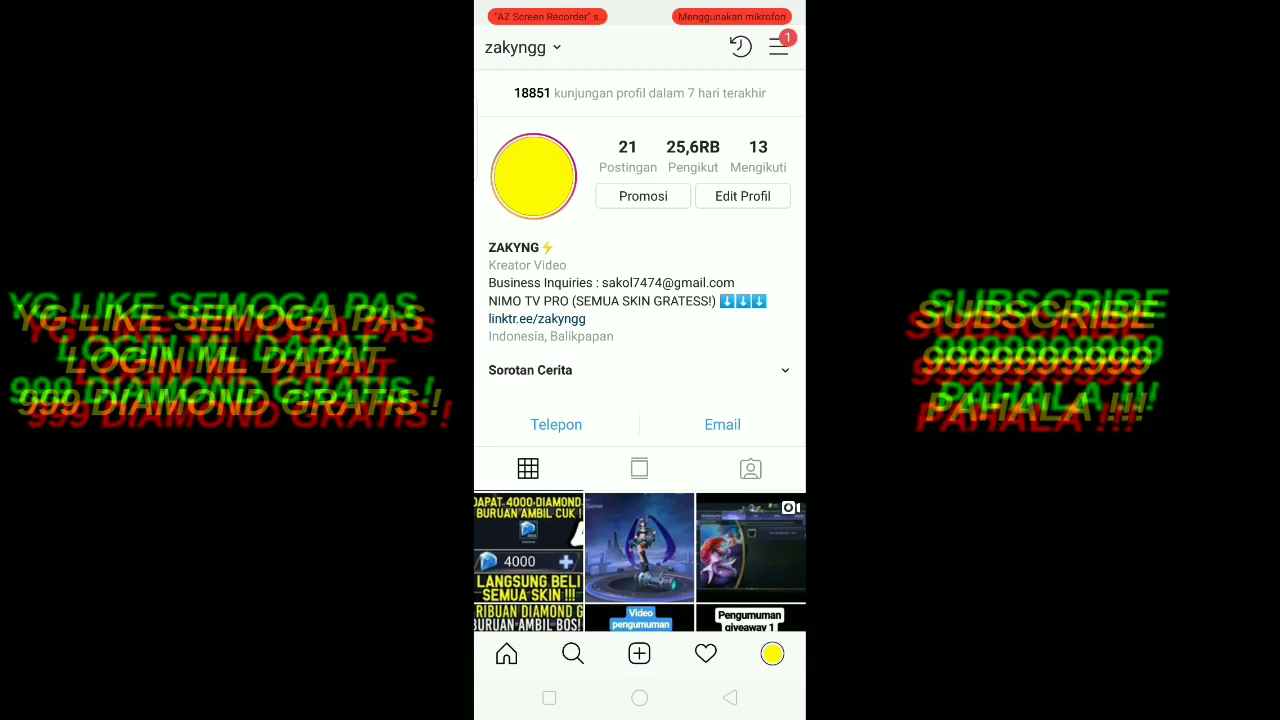 "AZ Screen Recorder" s..
Menggunakan mikrofon
zakyngg
1
18851 kunjungan profil dalam 7 hari terakhir
21
25,6RB
13
Postingan
Pengikut
Mengikuti
Promosi
Edit Profil
ZAKYNG⚡
Kreator Video
Business Inquiries : sakol7474@gmail.com
NIMO TV PRO (SEMUA SKIN GRATESS!) ⬇️⬇️⬇️
linktr.ee/zakyngg
Indonesia, Balikpapan
Sorotan Cerita
Telepon
Email
YG LIKE SEMOGA PAS
LOGIN ML DAPAT
999 DIAMOND GRATIS !
SUBSCRIBE
9999999999
PAHALA !!!
DAPAT 4000 DIAMOND
BURUAN AMBIL CUK !
4000
LANGSUNG BELI
SEMUA SKIN !!!
RIBUAN DIAMOND G
BURUAN AMBIL BOS!
Video
pengumuman
Pengumuman
giveaway 1